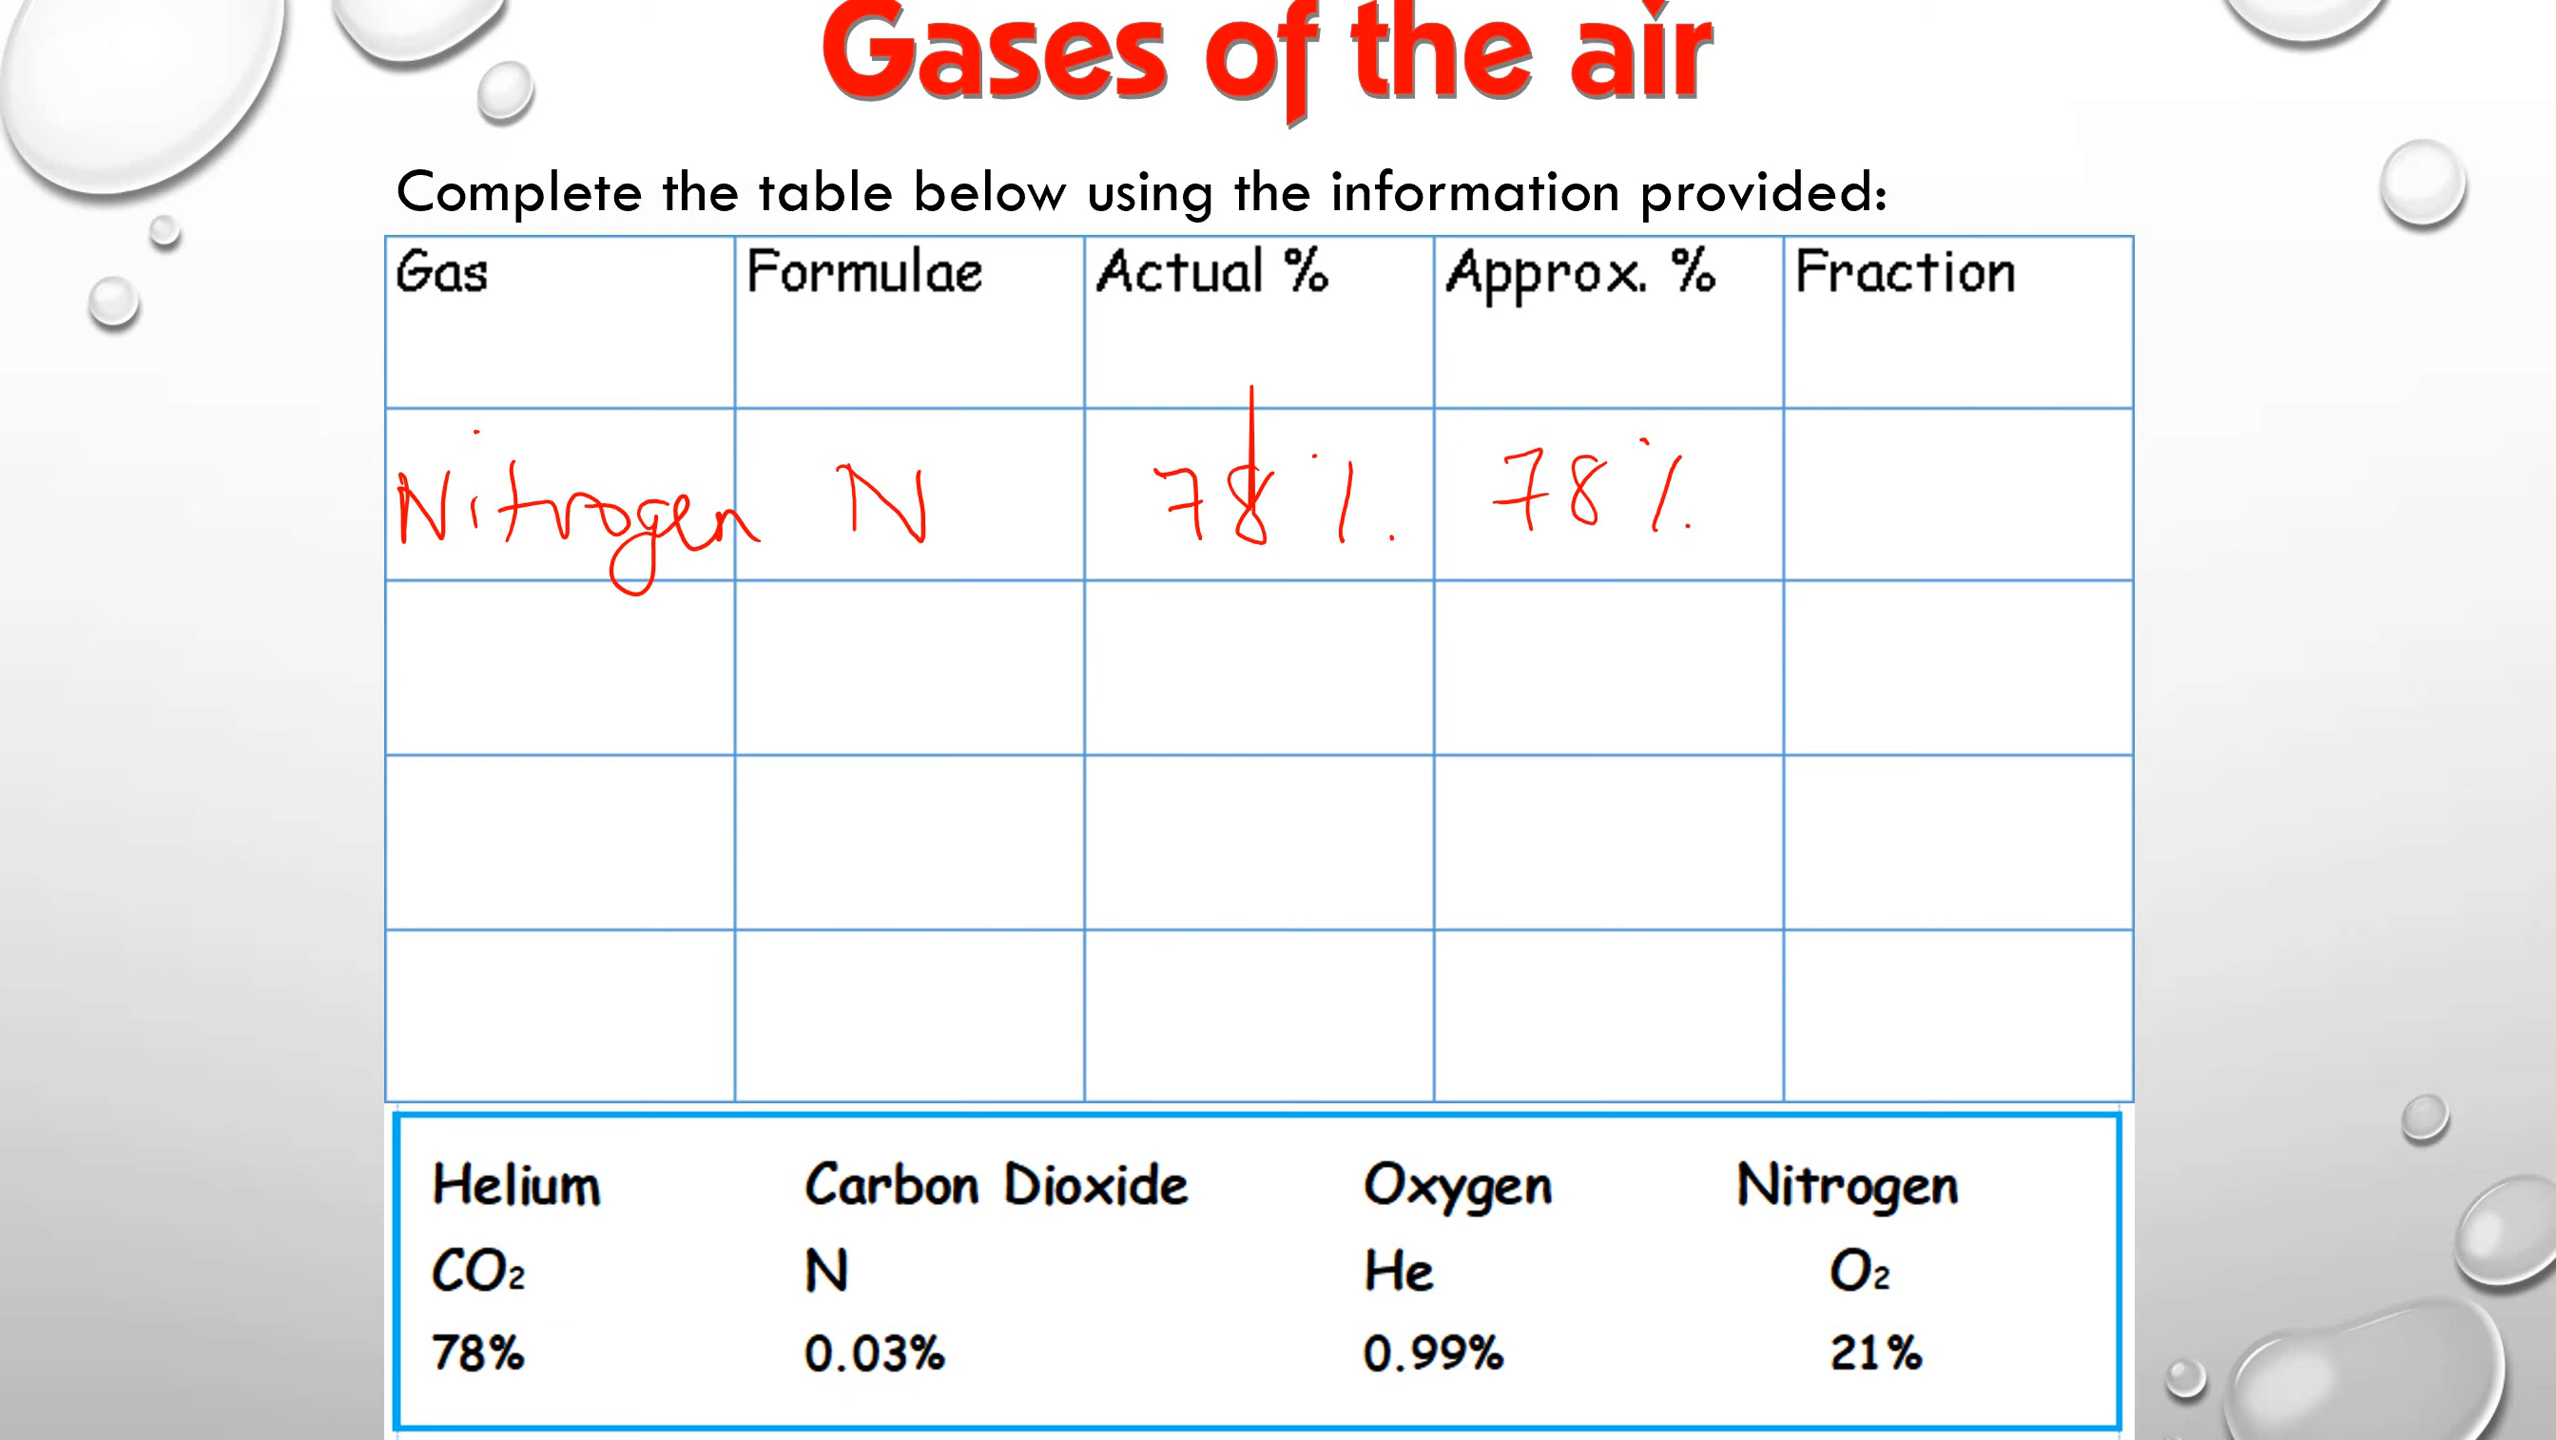 Gases of the air
Complete the table below using the information provided:
Gas Formulae Actual % Approx. % Fraction
Nitrogen N 78% 78%
Helium Carbon Dioxide Oxygen Nitrogen
CO₂ N He O₂
78% 0.03% 0.99% 21%